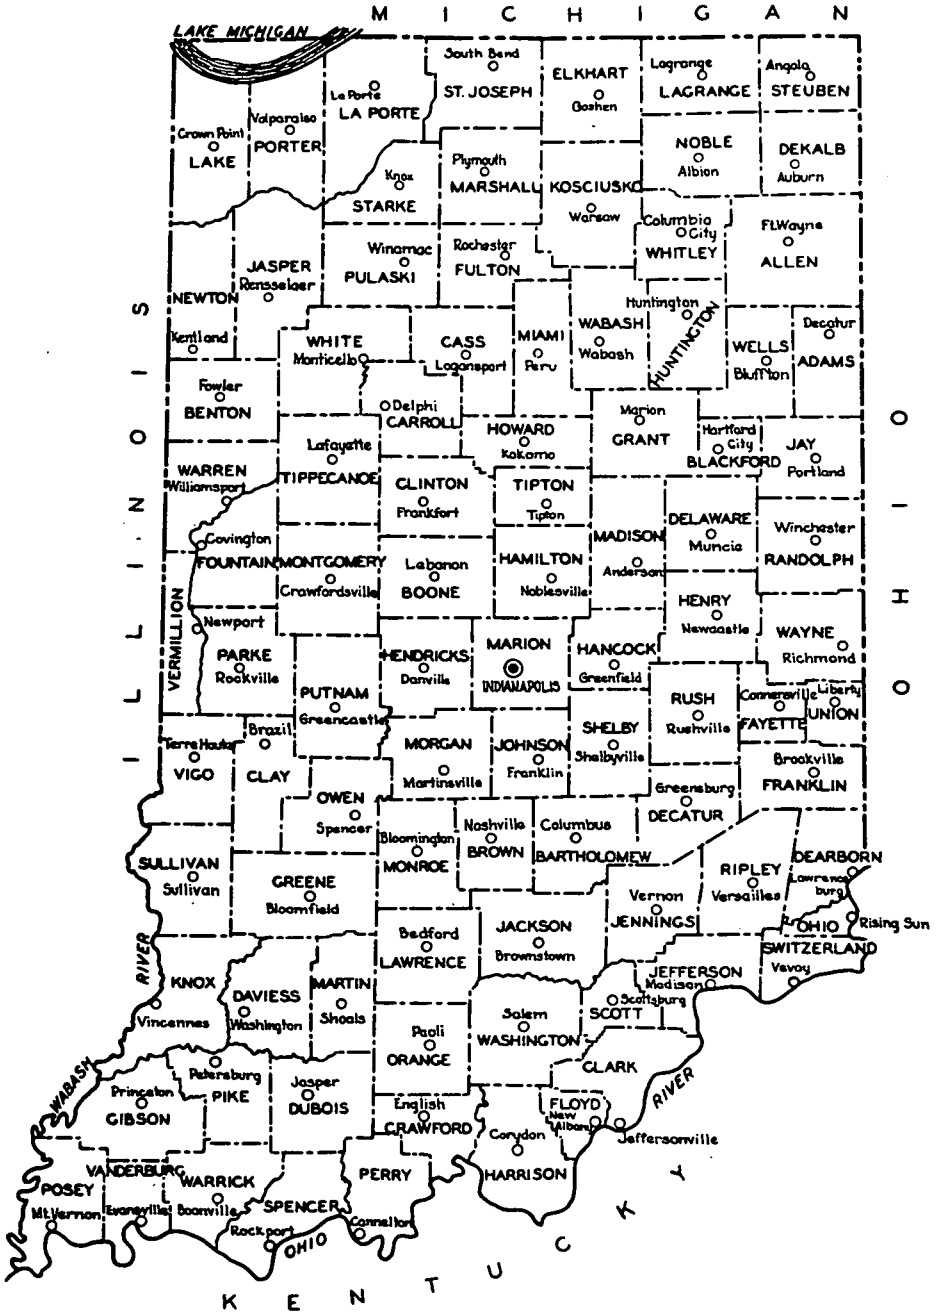 MICHIGAN
LAKE MICHIGAN
South Bend
ST. JOSEPH
ELKHART
Goshen
Lagrange
LAGRANGE
Angola
STEUBEN
La Porte
LA PORTE
Valparaiso
PORTER
Crown Point
LAKE
NOBLE
Albion
DEKALB
Auburn
Plymouth
MARSHALL
KOSCIUSKO
Warsaw
Knox
STARKE
Columbia
City
WHITLEY
Ft.Wayne
ALLEN
Winamac
PULASKI
Rochester
FULTON
JASPER
Rensselaer
NEWTON
Kentland
Huntington
HUNTINGTON
WABASH
Wabash
MIAMI
Peru
CASS
Logansport
WHITE
Monticello
WELLS
Bluffton
Decatur
ADAMS
Fowler
BENTON
Delphi
CARROLL
HOWARD
Kokomo
Marion
GRANT
Hartford
City
BLACKFORD
JAY
Portland
Lafayette
TIPPECANOE
WARREN
Williamsport
CLINTON
Frankfort
TIPTON
Tipton
MADISON
Anderson
DELAWARE
Muncie
Winchester
RANDOLPH
Covington
FOUNTAIN
MONTGOMERY
Crawfordsville
Lebanon
BOONE
HAMILTON
Noblesville
HENRY
Newcastle
WAYNE
Richmond
VERMILLION
Newport
PARKE
Rockville
PUTNAM
Greencastle
HENDRICKS
Danville
MARION
INDIANAPOLIS
HANCOCK
Greenfield
RUSH
Rushville
Connersville
FAYETTE
Liberty
UNION
Terre Haute
VIGO
Brazil
CLAY
MORGAN
Martinsville
JOHNSON
Franklin
SHELBY
Shelbyville
Brookville
FRANKLIN
Greensburg
DECATUR
OWEN
Spencer
Bloomington
MONROE
Nashville
BROWN
Columbus
BARTHOLOMEW
SULLIVAN
Sullivan
GREENE
Bloomfield
RIPLEY
Versailles
DEARBORN
Lawrence
burg
Vernon
JENNINGS
OHIO
Rising Sun
JACKSON
Brownstown
Bedford
LAWRENCE
SWITZERLAND
Vevay
JEFFERSON
Madison
KNOX
Vincennes
DAVIESS
Washington
MARTIN
Shoals
Scottsburg
SCOTT
Salem
WASHINGTON
Paoli
ORANGE
CLARK
Princeton
GIBSON
Petersburg
PIKE
Jasper
DUBOIS
English
CRAWFORD
FLOYD
New
Albany
Jeffersonville
Corydon
HARRISON
PERRY
Cannelton
POSEY
Mt.Vernon
VANDERBURG
Evansville
WARRICK
Boonville
SPENCER
Rockport
WABASH
RIVER
OHIO
RIVER
ILLINOIS
OHIO
KENTUCKY